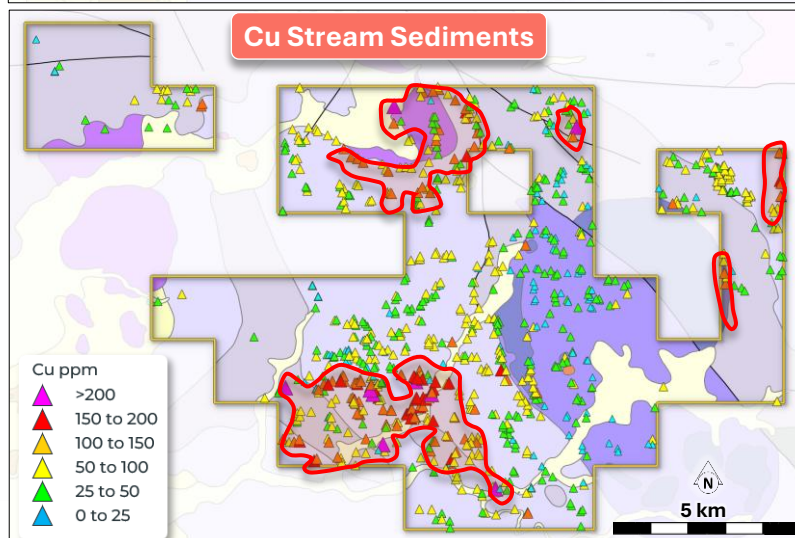 Cu Stream Sediments
Cu ppm
>200
150 to 200
100 to 150
50 to 100
25 to 50
0 to 25
N
5 km